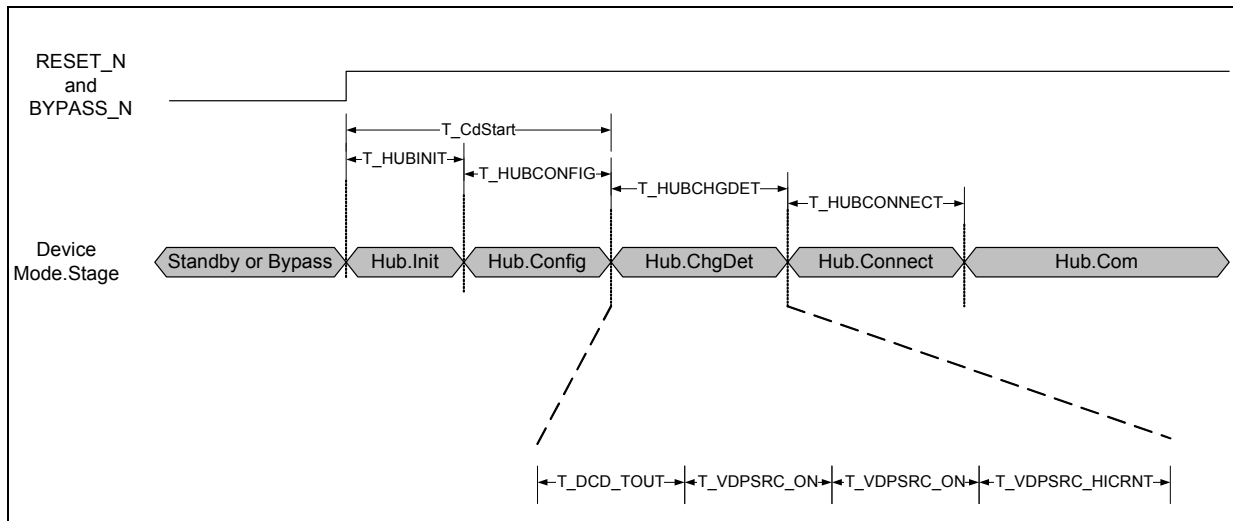 RESET_N
and
BYPASS_N
T_CdStart
T_HUBINIT
T_HUBCONFIG
T_HUBCHGDET
T_HUBCONNECT
Device
Mode.Stage
Standby or Bypass
Hub.Init
Hub.Config
Hub.ChgDet
Hub.Connect
Hub.Com
T_DCD_TOUT
T_VDPSRC_ON
T_VDPSRC_ON
T_VDPSRC_HICRNT